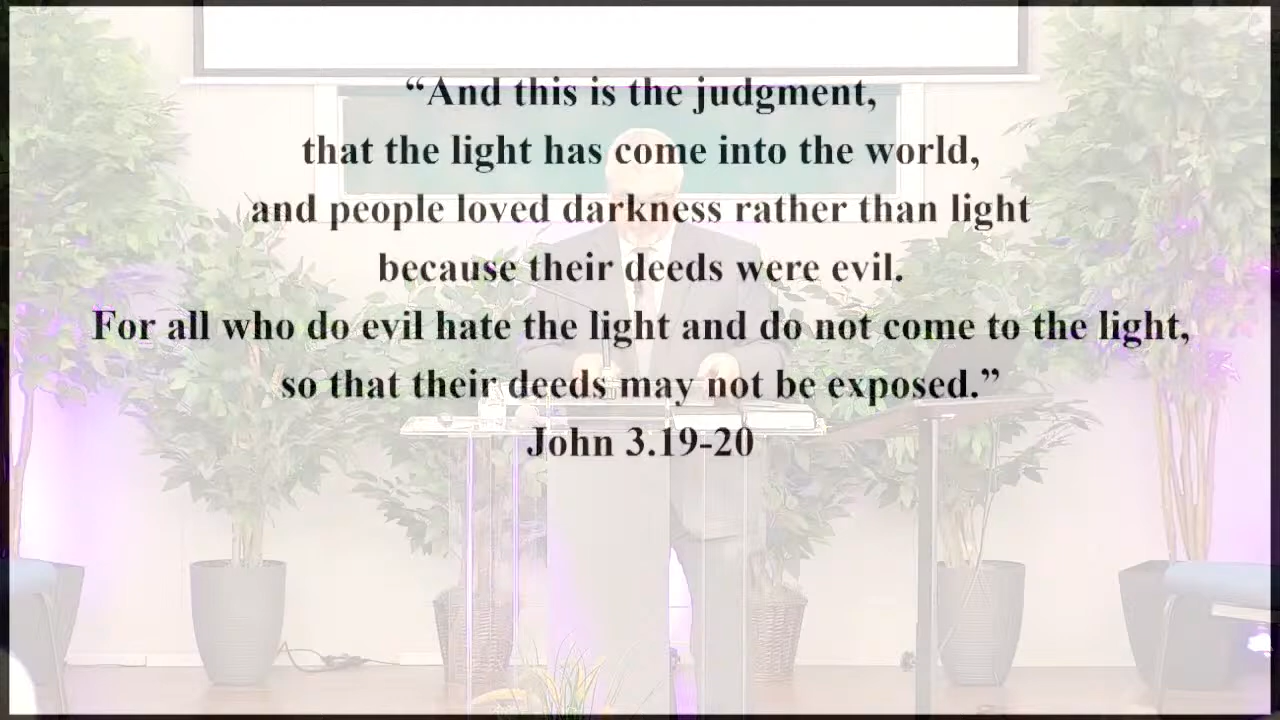 “And this is the judgment,
that the light has come into the world,
and people loved darkness rather than light
because their deeds were evil.
For all who do evil hate the light and do not come to the light,
so that their deeds may not be exposed.”
John 3.19-20